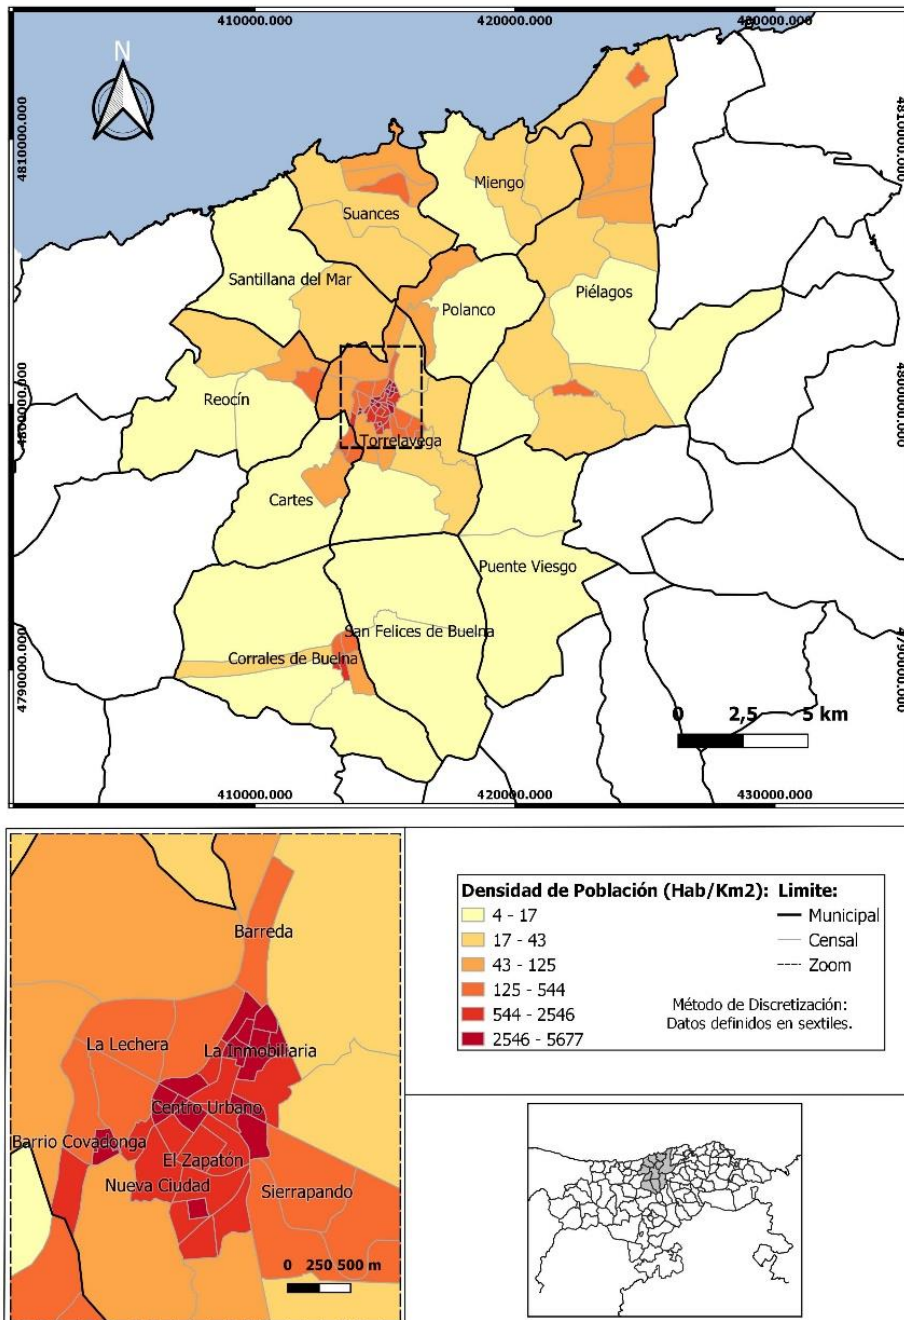 410000.000
420000.000
430000.000
N
4810000.000
4810000.000
Miengo
Suances
Santillana del Mar
Polanco
Piélagos
4800000.000
4800000.000
Reocín
Torrelavega
Cartes
Puente Viesgo
San Felices de Buelna
Corrales de Buelna
4790000.000
4790000.000
0 2,5 5 km
410000.000
420000.000
430000.000
Barreda
La Lechera
La Inmobiliaria
Centro Urbano
Barrio Covadonga
El Zapatón
Nueva Ciudad
Sierrapando
0 250 500 m
Densidad de Población (Hab/Km2):
4 - 17
17 - 43
43 - 125
125 - 544
544 - 2546
2546 - 5677
Limite:
Municipal
Censal
Zoom
Método de Discretización:
Datos definidos en sextiles.